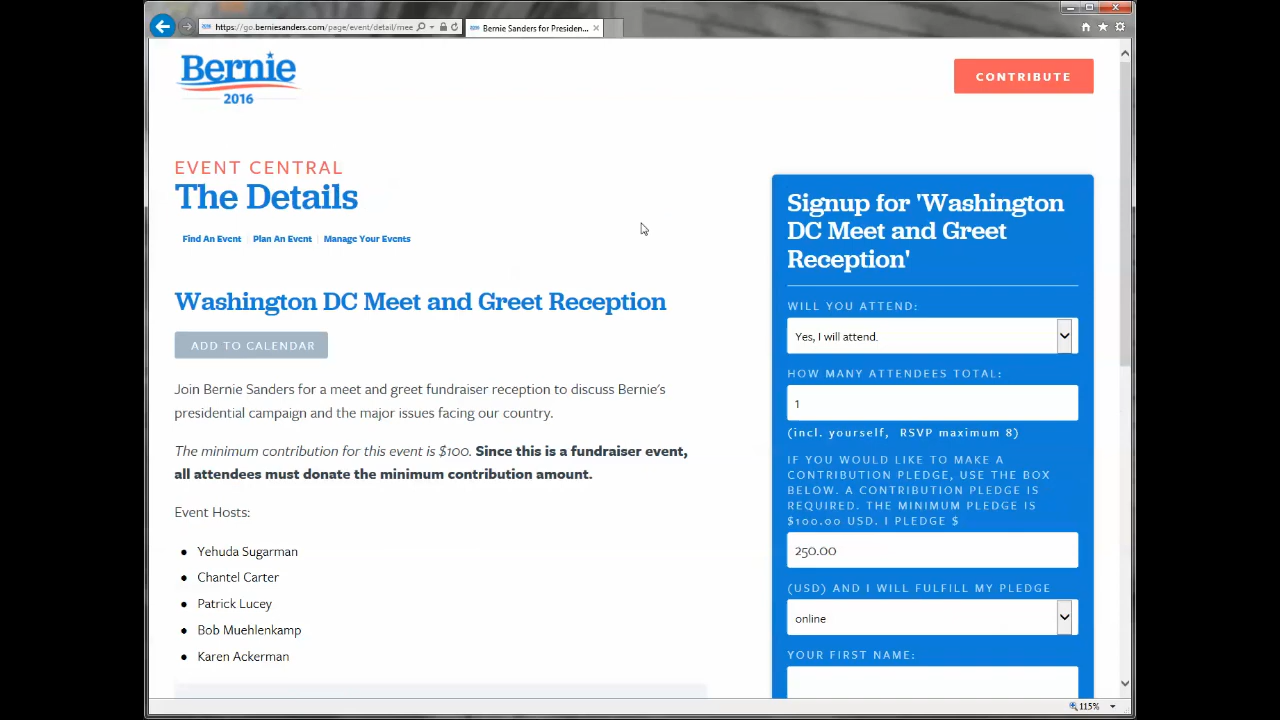 https://go.berniesanders.com/page/event/detail/mee
Bernie Sanders for Presiden...
Bernie
2016
CONTRIBUTE
EVENT CENTRAL
The Details
Find An Event | Plan An Event | Manage Your Events
Washington DC Meet and Greet Reception
ADD TO CALENDAR
Join Bernie Sanders for a meet and greet fundraiser reception to discuss Bernie's
presidential campaign and the major issues facing our country.
The minimum contribution for this event is $100. Since this is a fundraiser event,
all attendees must donate the minimum contribution amount.
Event Hosts:
Yehuda Sugarman
Chantel Carter
Patrick Lucey
Bob Muehlenkamp
Karen Ackerman
Signup for 'Washington
DC Meet and Greet
Reception'
WILL YOU ATTEND:
Yes, I will attend.
HOW MANY ATTENDEES TOTAL:
1
(incl. yourself, RSVP maximum 8)
IF YOU WOULD LIKE TO MAKE A
CONTRIBUTION PLEDGE, USE THE BOX
BELOW. A CONTRIBUTION PLEDGE IS
REQUIRED. THE MINIMUM PLEDGE IS
$100.00 USD. I PLEDGE $
250.00
(USD) AND I WILL FULFILL MY PLEDGE
online
YOUR FIRST NAME:
115%